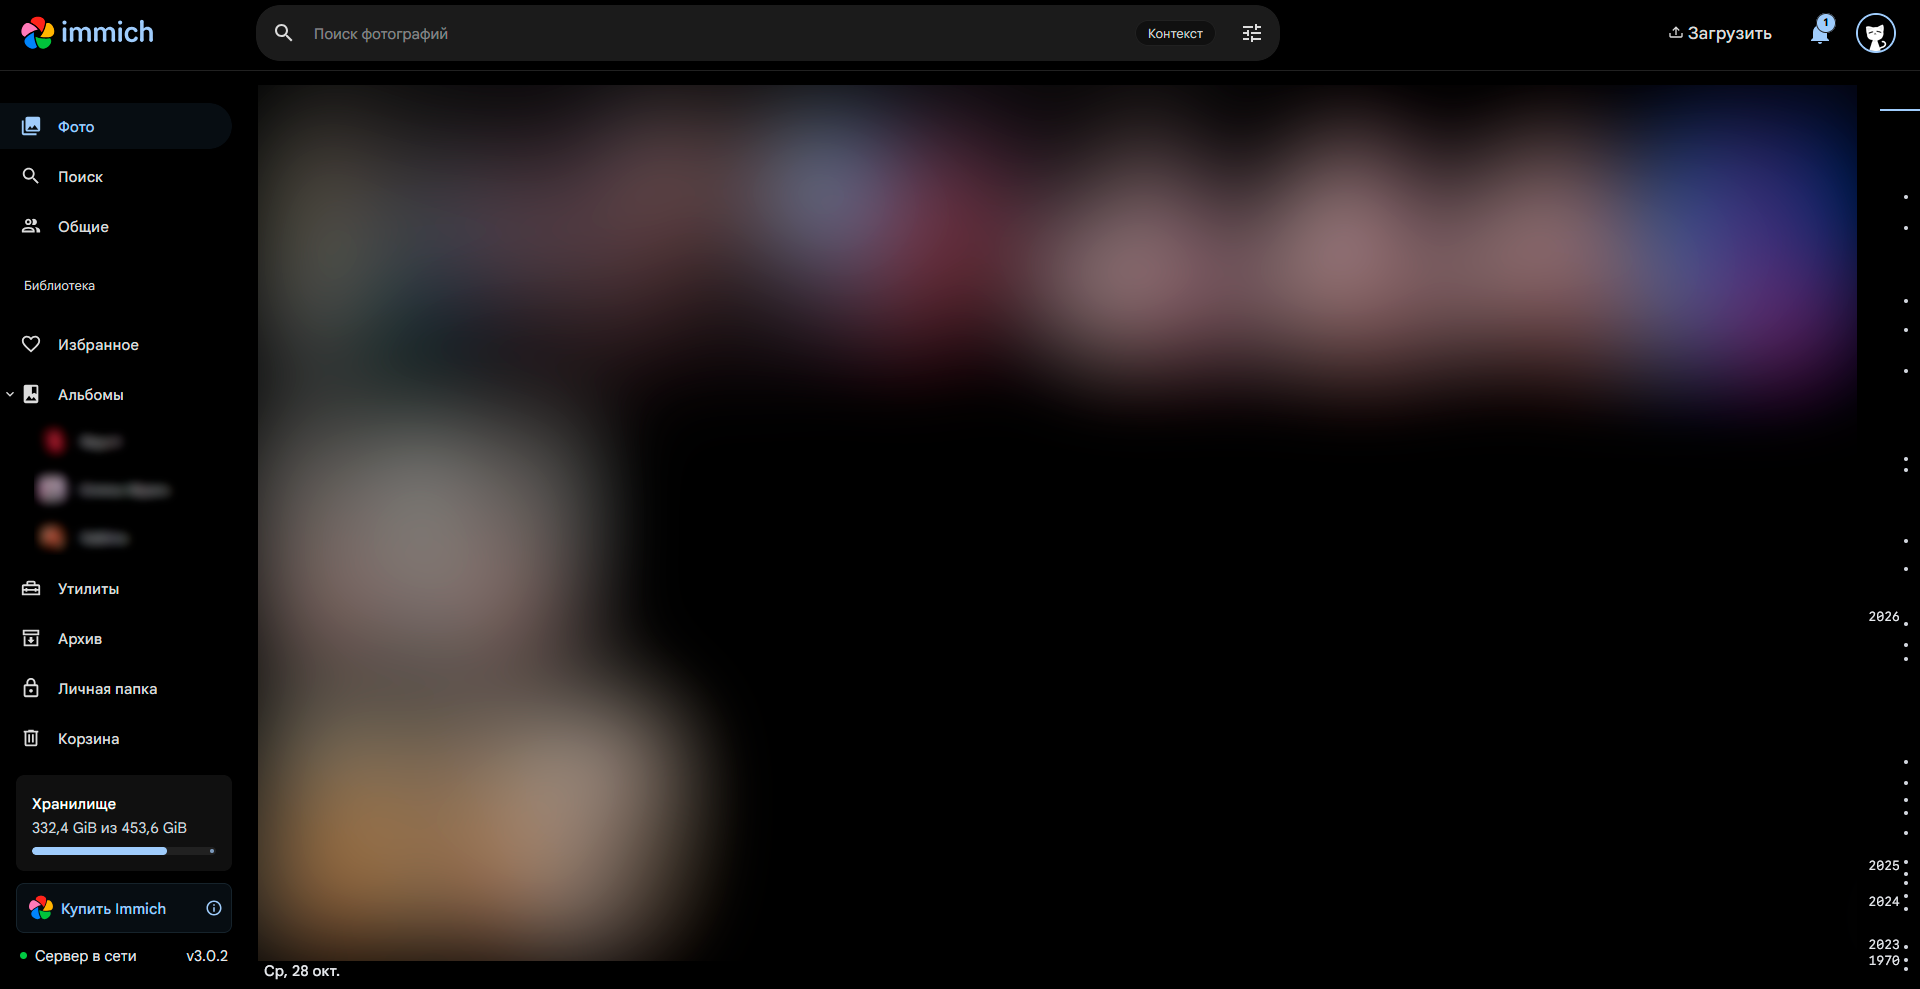 immich
Поиск фотографий
Контекст
Загрузить
1
Фото
Поиск
Общие
Библиотека
Избранное
Альбомы
Утилиты
Архив
Личная папка
Корзина
Хранилище
332,4 GiB из 453,6 GiB
Купить Immich
Сервер в сети v3.0.2
Ср, 28 окт.
2026
2025
2024
2023
1970